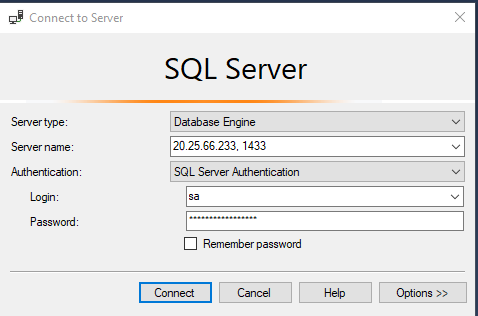 Connect to Server
SQL Server
Server type: Database Engine
Server name: 20.25.66.233, 1433
Authentication: SQL Server Authentication
Login: sa
Password: *****************
Remember password
Connect Cancel Help Options >>